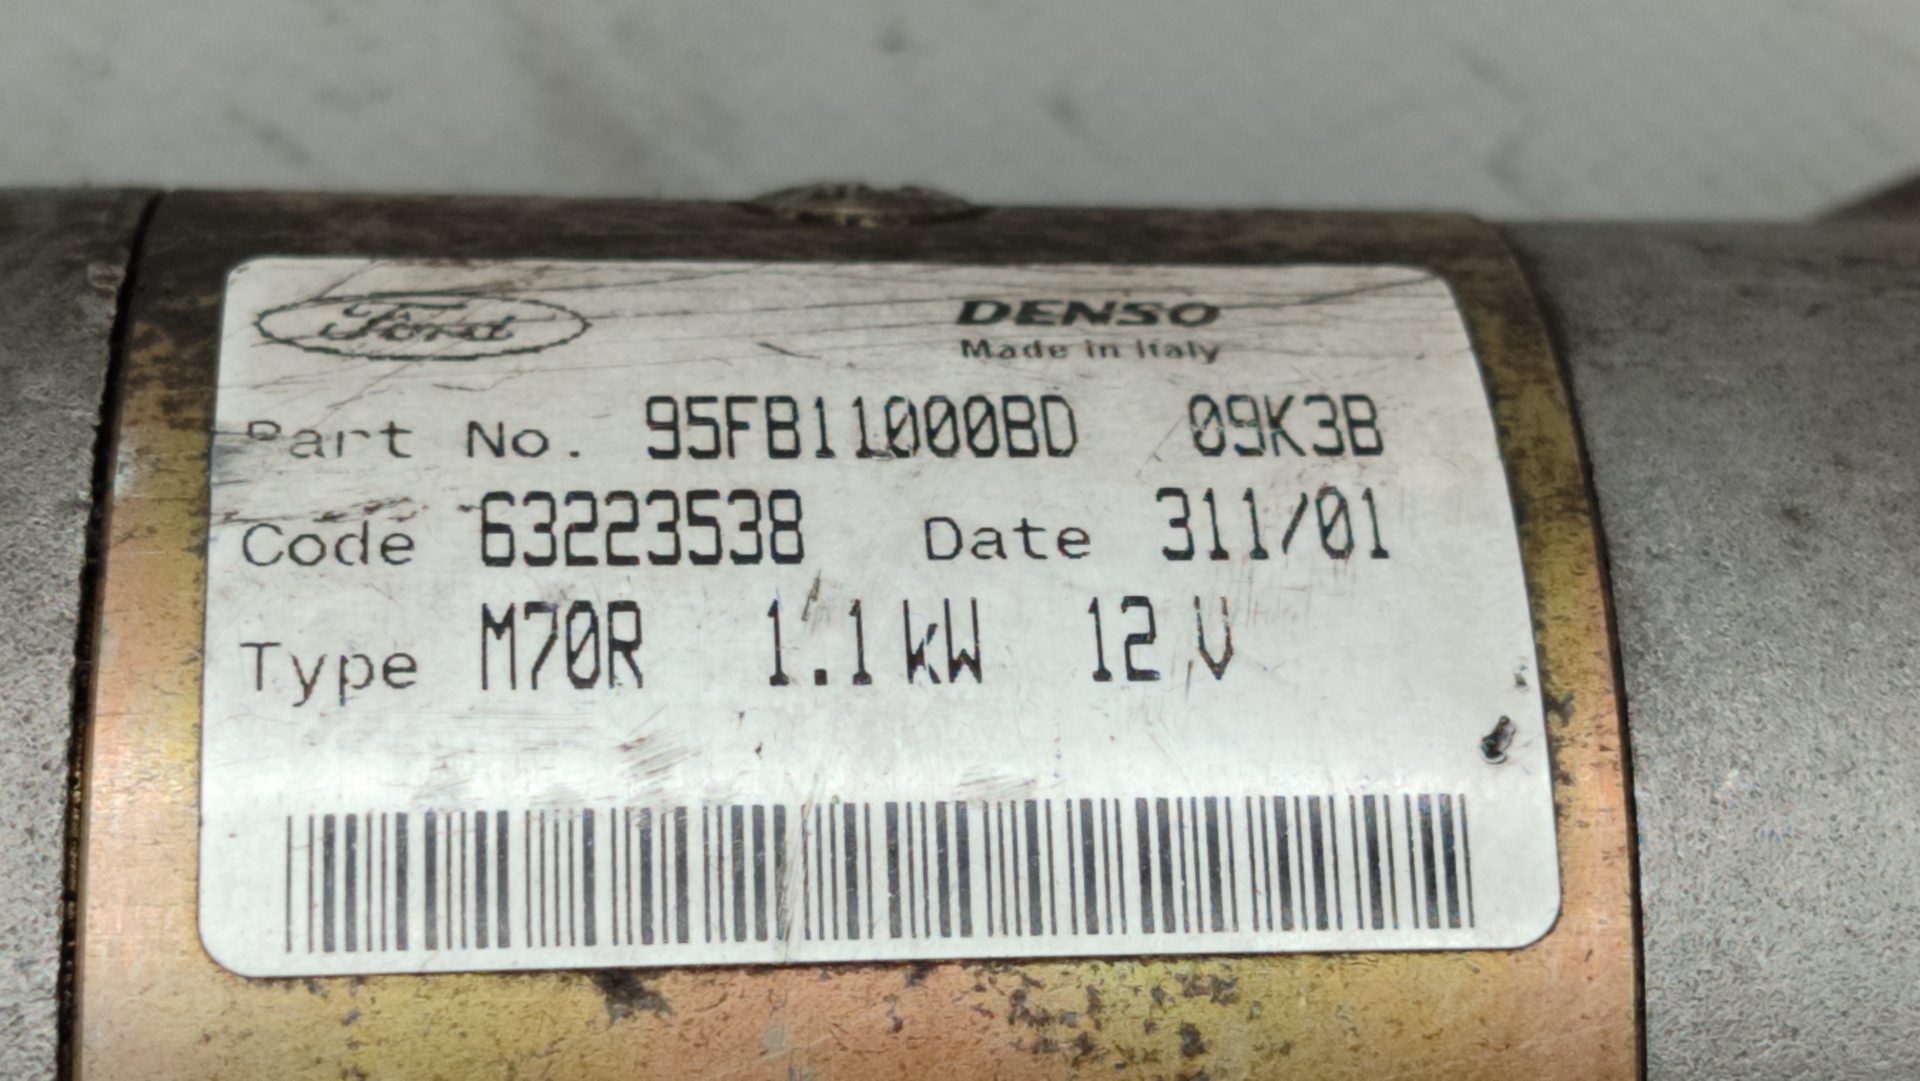 Ford DENSO
Made in Italy
Part No. 95FB11000BD 09K3B
Code 63223538 Date 311/01
Type M70R 1.1 kW 12 V